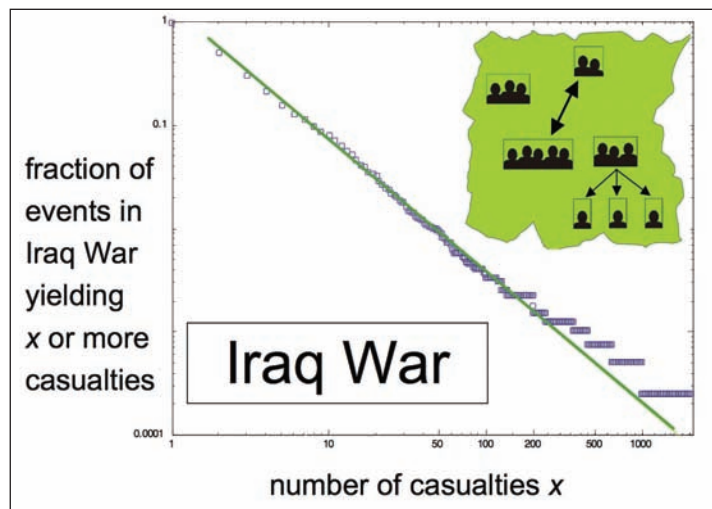 1
0.1
0.0001
fraction of
events in
Iraq War
yielding
x or more
casualties
Iraq War
1
10
50
100
200
500
1000
number of casualties x